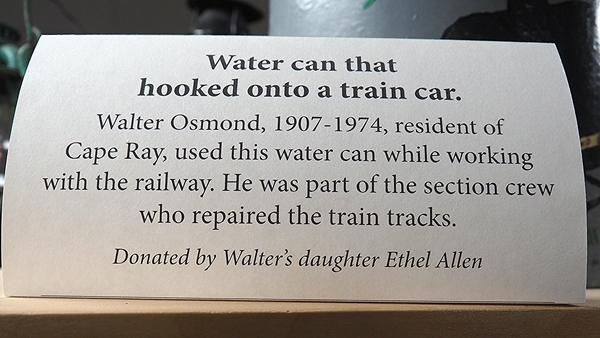 Water can that
hooked onto a train car.
Walter Osmond, 1907-1974, resident of
Cape Ray, used this water can while working
with the railway. He was part of the section crew
who repaired the train tracks.
Donated by Walter's daughter Ethel Allen